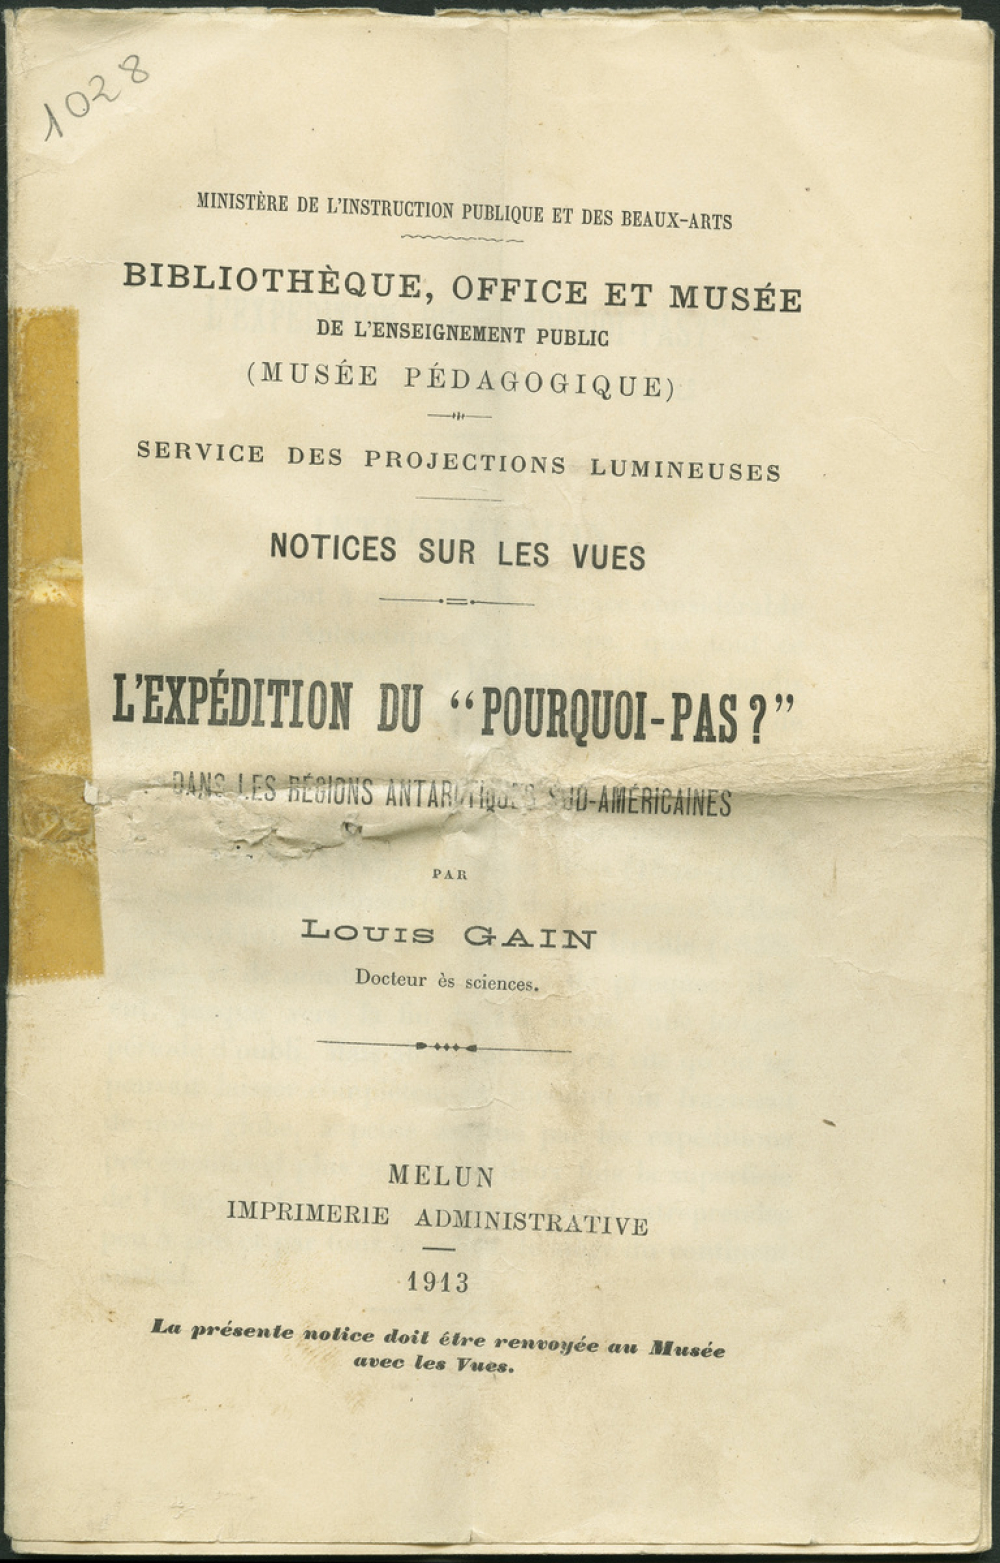 1028
MINISTÈRE DE L'INSTRUCTION PUBLIQUE ET DES BEAUX-ARTS
BIBLIOTHÈQUE, OFFICE ET MUSÉE
DE L'ENSEIGNEMENT PUBLIC
(MUSÉE PÉDAGOGIQUE)
SERVICE DES PROJECTIONS LUMINEUSES
NOTICES SUR LES VUES
L'EXPÉDITION DU "POURQUOI-PAS?"
DANS LES RÉGIONS ANTARCTIQUES SUD-AMÉRICAINES
PAR
LOUIS GAIN
Docteur ès sciences.
MELUN
IMPRIMERIE ADMINISTRATIVE
1913
La présente notice doit être renvoyée au Musée
avec les Vues.